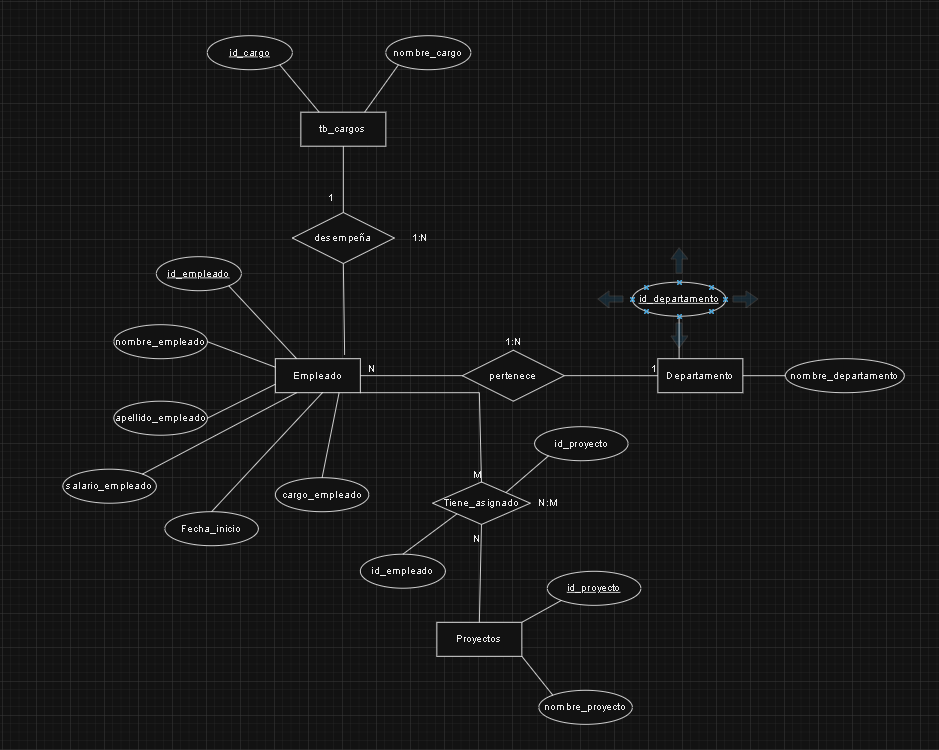 id_cargo
nombre_cargo
tb_cargos
1
desempeña
1:N
id_empleado
id_departamento
nombre_empleado
1:N
Empleado
N
pertenece
1
Departamento
nombre_departamento
apellido_empleado
id_proyecto
salario_empleado
cargo_empleado
M
Tiene_asignado
N:M
Fecha_inicio
N
id_empleado
id_proyecto
Proyectos
nombre_proyecto